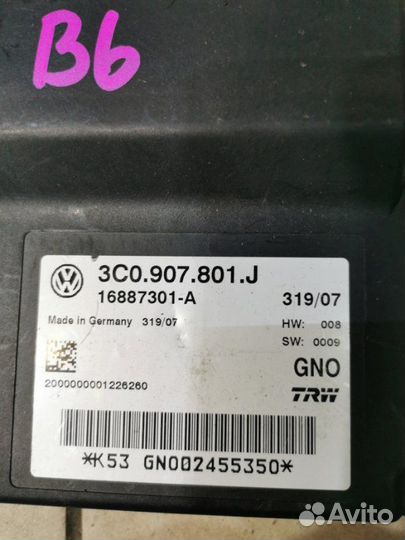 B6
3C0.907.801.J
16887301-A 319/07
Made in Germany 319/07 HW: 008
SW: 0009
GNO
2000000001226260
TRW
*K53 GNO02455350*
Avito